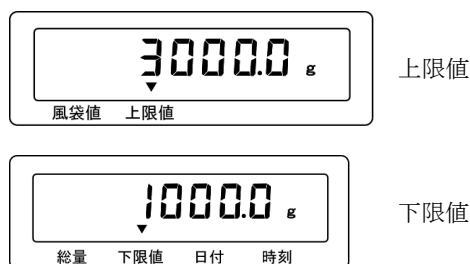 3000.0 g
上限値
風袋値 上限値
1000.0 g
下限値
総量 下限値 日付 時刻